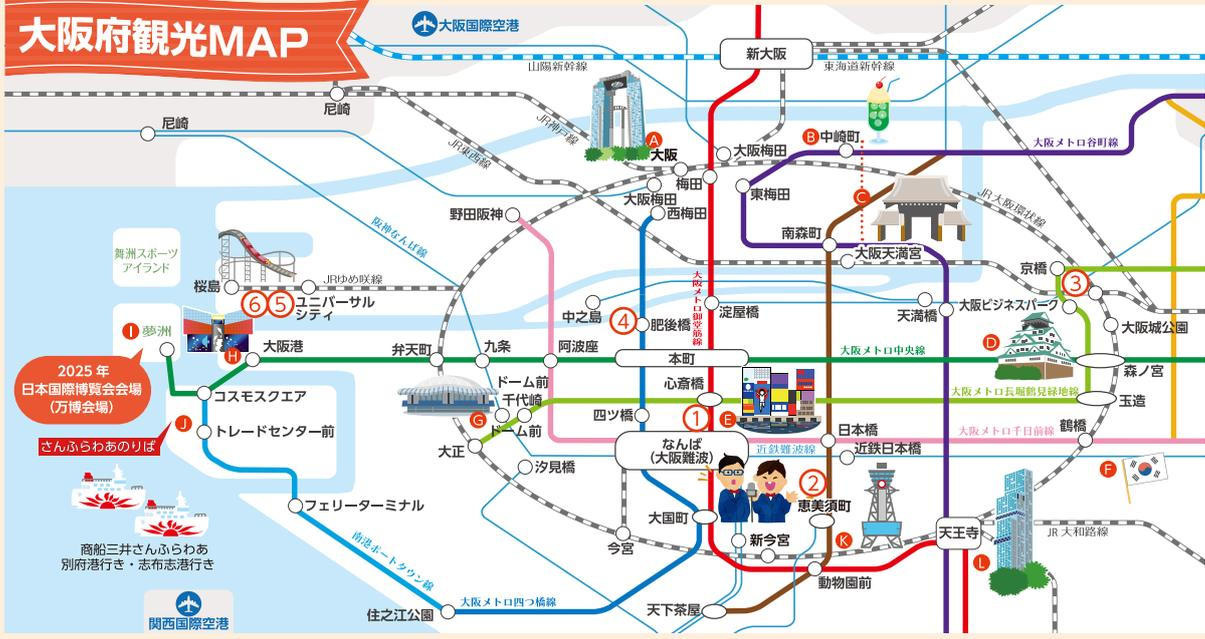 大阪府観光MAP
大阪国際空港
新大阪
山陽新幹線
東海道新幹線
尼崎
尼崎
JR神戸線
JR東西線
A
大阪
大阪梅田
B
中崎町
大阪メトロ谷町線
梅田
東梅田
大阪梅田
西梅田
C
JR大阪環状線
野田阪神
阪神なんば線
南森町
大阪天満宮
舞洲スポーツ
アイランド
桜島
JRゆめ咲線
6
5
ユニバーサル
シティ
京橋
3
中之島
4
肥後橋
大阪メトロ御堂筋線
淀屋橋
天満橋
大阪ビジネスパーク
大阪城公園
I
夢洲
H
大阪港
弁天町
九条
阿波座
本町
大阪メトロ中央線
D
森ノ宮
2025年
日本国際博覧会会場
(万博会場)
コスモスクエア
ドーム前
千代崎
心斎橋
大阪メトロ長堀鶴見緑地線
玉造
G
ドーム前
四ツ橋
1
E
J
トレードセンター前
大正
なんば
(大阪難波)
近鉄難波線
日本橋
近鉄日本橋
大阪メトロ千日前線
鶴橋
さんふらわあのりば
汐見橋
F
2
恵美須町
フェリーターミナル
大国町
新今宮
K
天王寺
JR大和路線
今宮
商船三井さんふらわあ
別府港行き・志布志港行き
L
動物園前
南港ポートタウン線
関西国際空港
住之江公園
大阪メトロ四つ橋線
天下茶屋